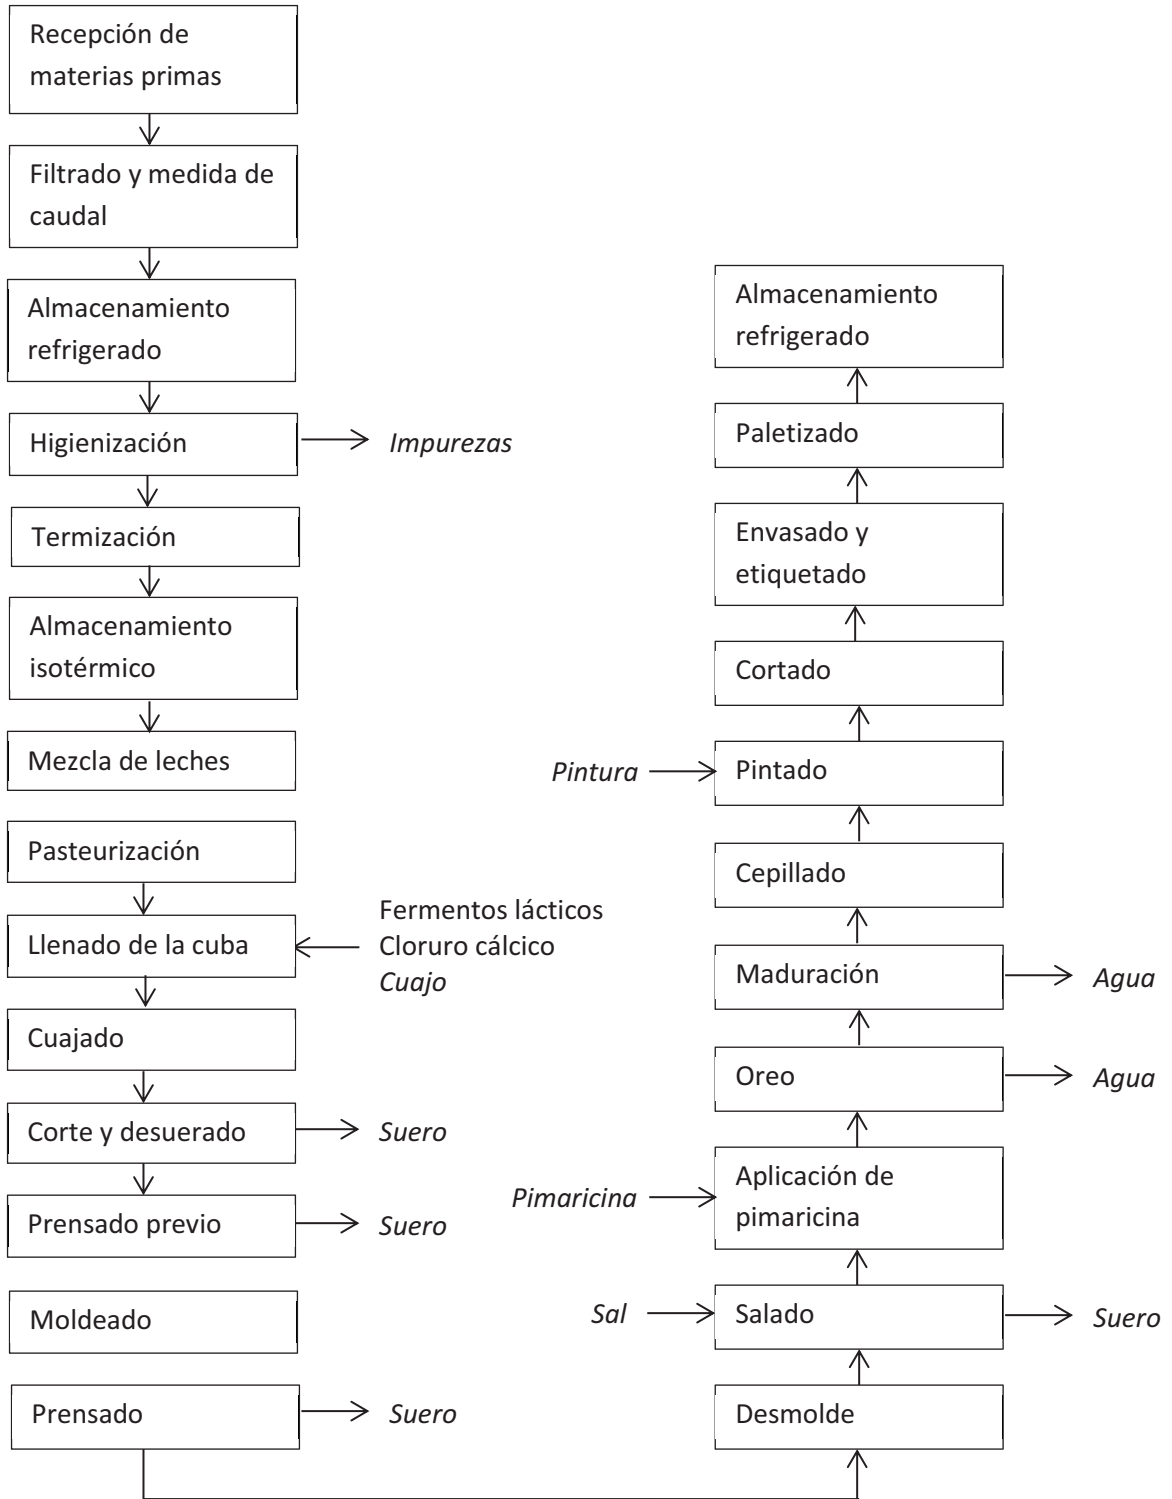 Recepción de
materias primas
Filtrado y medida de
caudal
Almacenamiento
refrigerado
Higienización
Impurezas
Termización
Almacenamiento
isotérmico
Mezcla de leches
Pasteurización
Llenado de la cuba
Fermentos lácticos
Cloruro cálcico
Cuajo
Cuajado
Corte y desuerado
Suero
Prensado previo
Suero
Moldeado
Prensado
Suero
Desmolde
Sal
Salado
Suero
Pimaricina
Aplicación de
pimaricina
Oreo
Agua
Maduración
Agua
Cepillado
Pintura
Pintado
Cortado
Envasado y
etiquetado
Paletizado
Almacenamiento
refrigerado